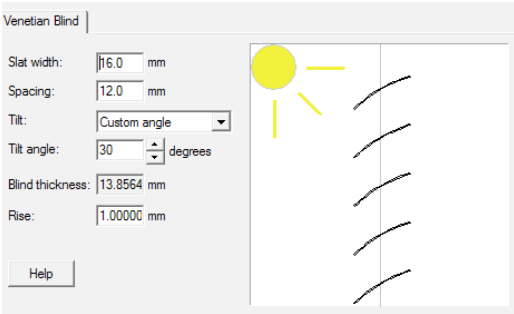 Venetian Blind
Slat width: 16.0 mm
Spacing: 12.0 mm
Tilt: Custom angle
Tilt angle: 30 degrees
Blind thickness: 13.8564 mm
Rise: 1.00000 mm
Help